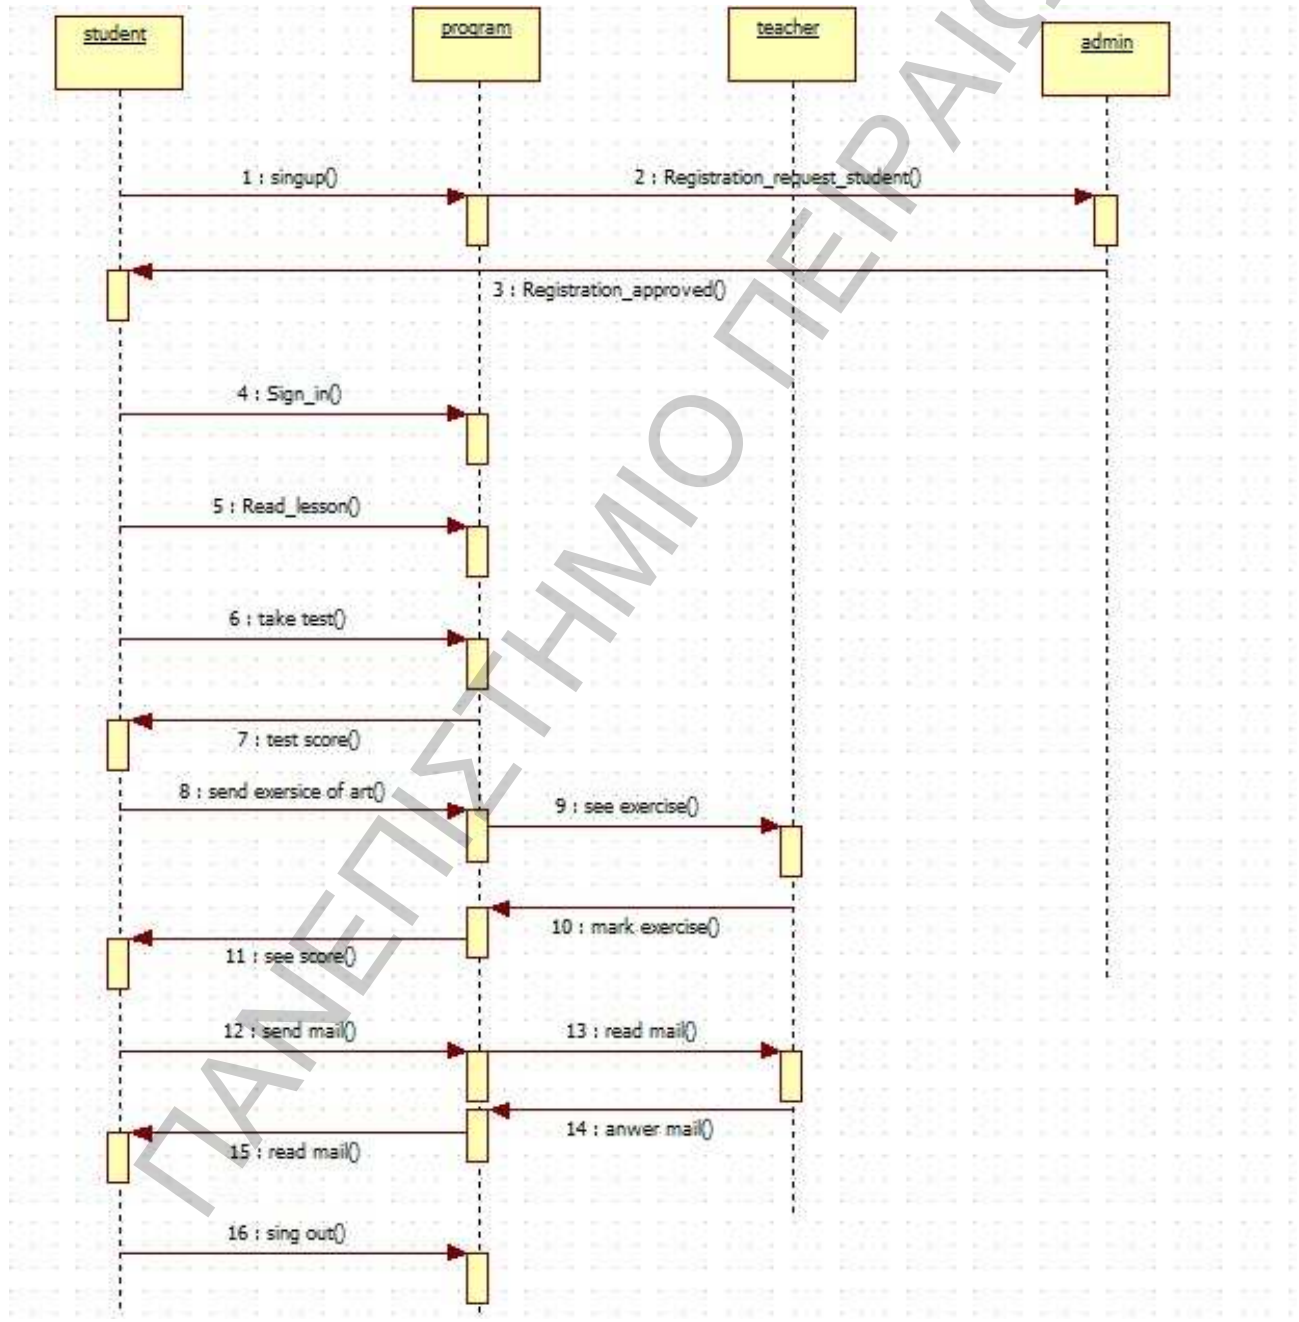 student
program
teacher
admin
1 : singup()
2 : Registration_request_student()
3 : Registration_approved()
4 : Sign_in()
5 : Read_lesson()
6 : take test()
7 : test score()
8 : send exersice of art()
9 : see exercise()
10 : mark exercise()
11 : see score()
12 : send mail()
13 : read mail()
14 : anwer mail()
15 : read mail()
16 : sing out()
ΠΑΝΕΠΙΣΤΗΜΙΟ